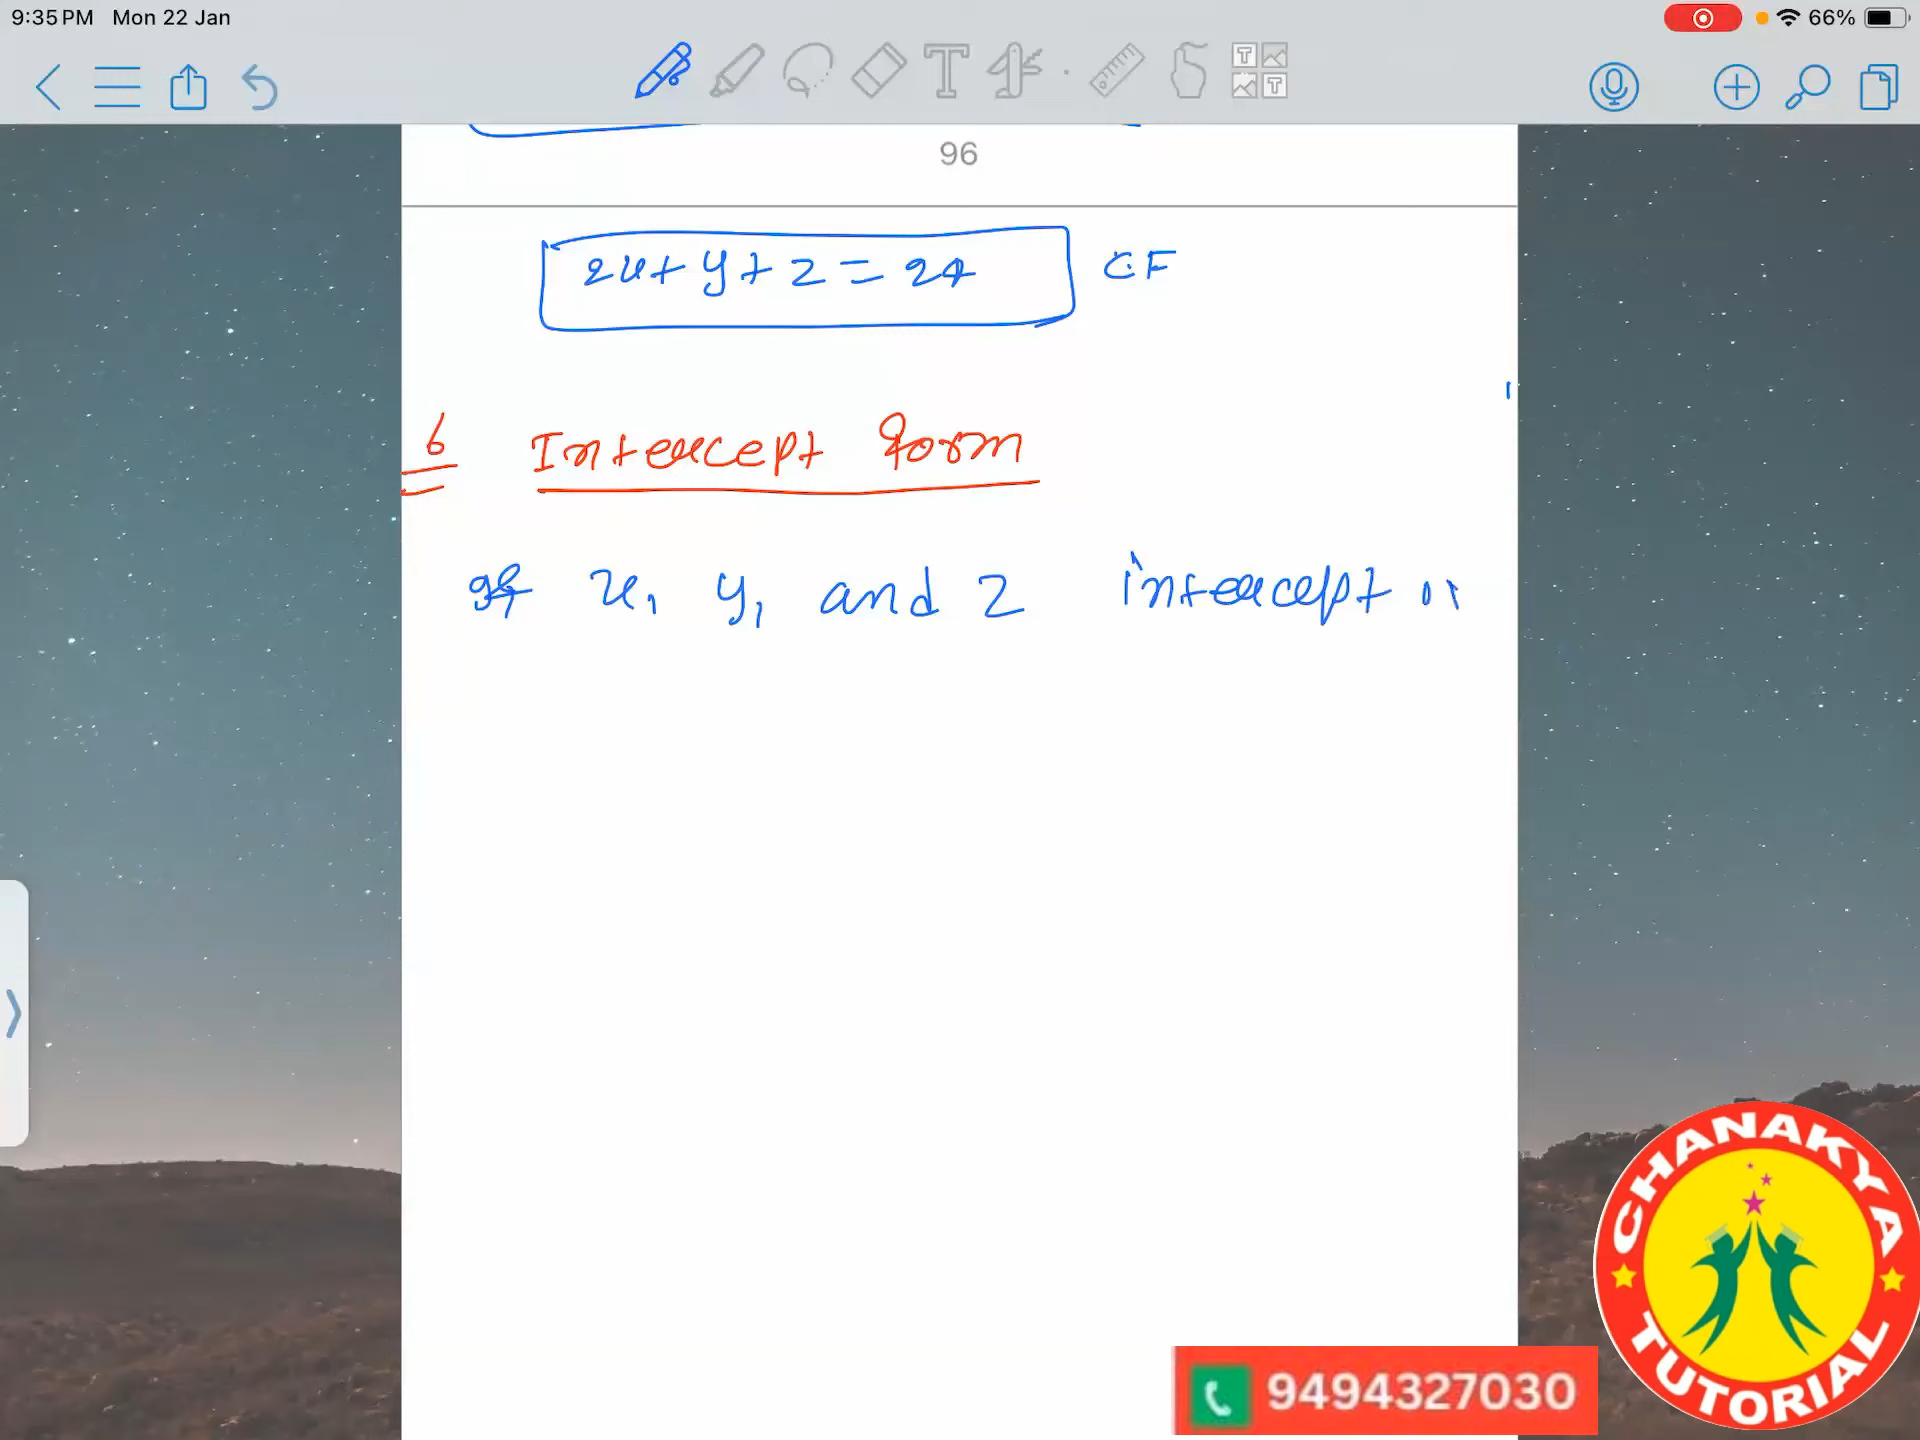 9:35 PM Mon 22 Jan
66%
96
2x + y + z = 24 CF
6 Intercept form
If x, y, and z intercept
CHANAKYA TUTORIAL
9494327030